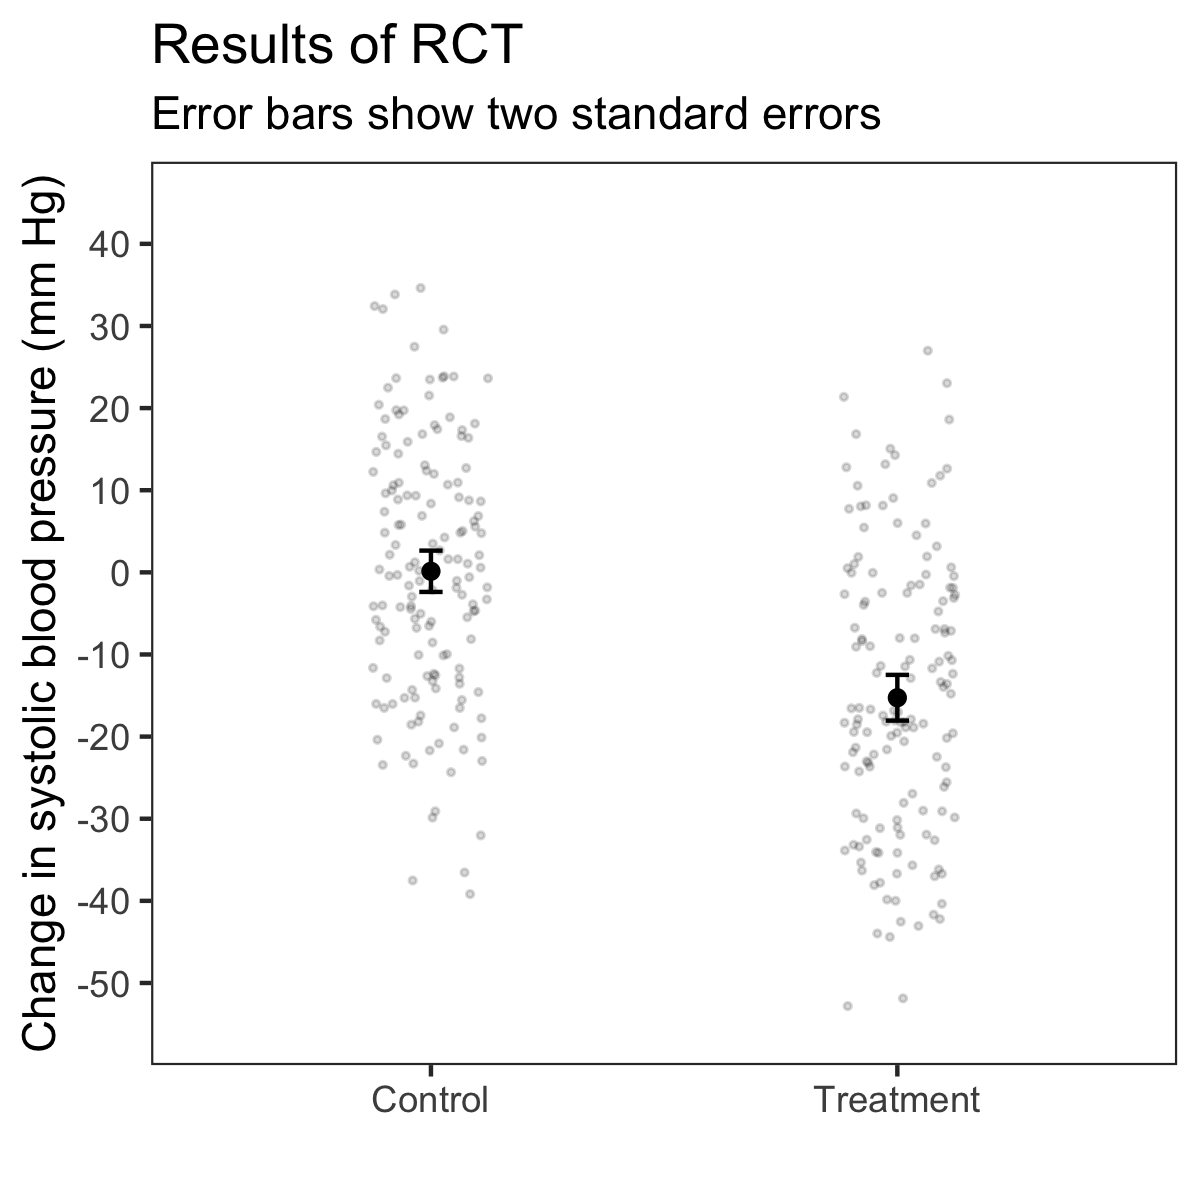 Results of RCT
Error bars show two standard errors
Change in systolic blood pressure (mm Hg)
40
30
20
10
0
-10
-20
-30
-40
-50
Control
Treatment